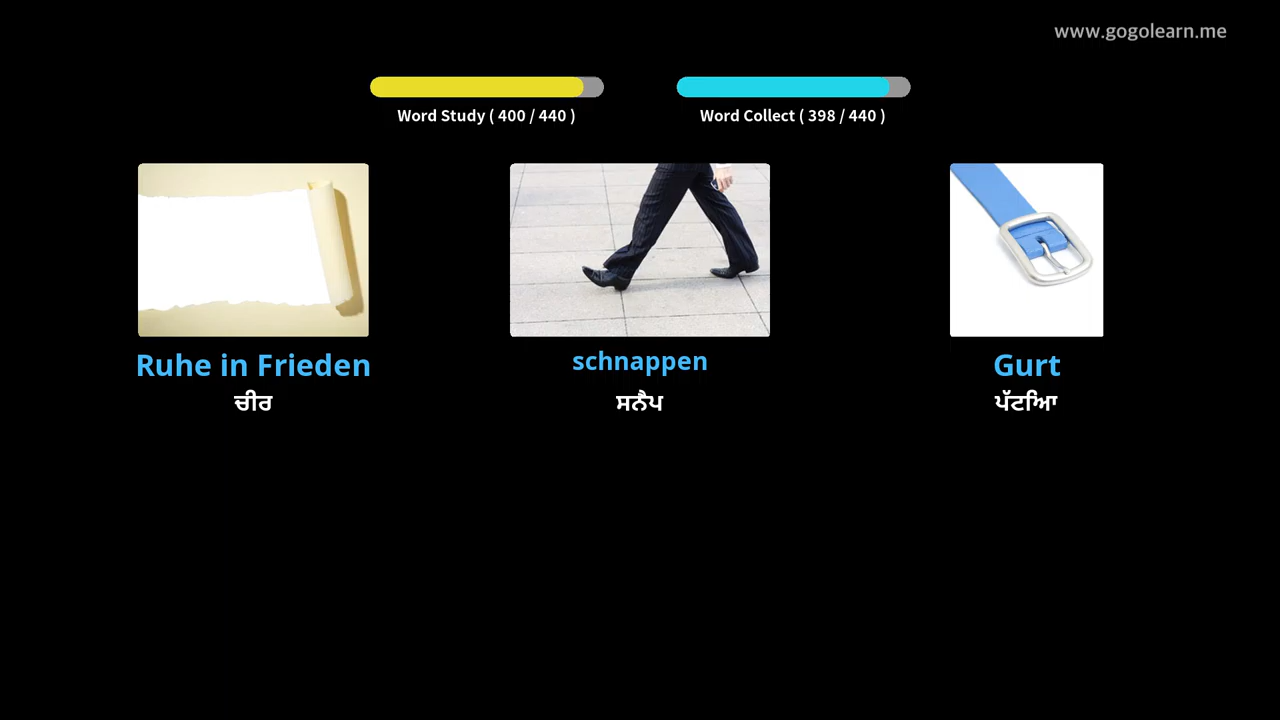 www.gogolearn.me
Word Study ( 400 / 440 )
Word Collect ( 398 / 440 )
Ruhe in Frieden
schnappen
Gurt
ਚੀਰ
ਸਨੈਪ
ਪੱਟਿਆ